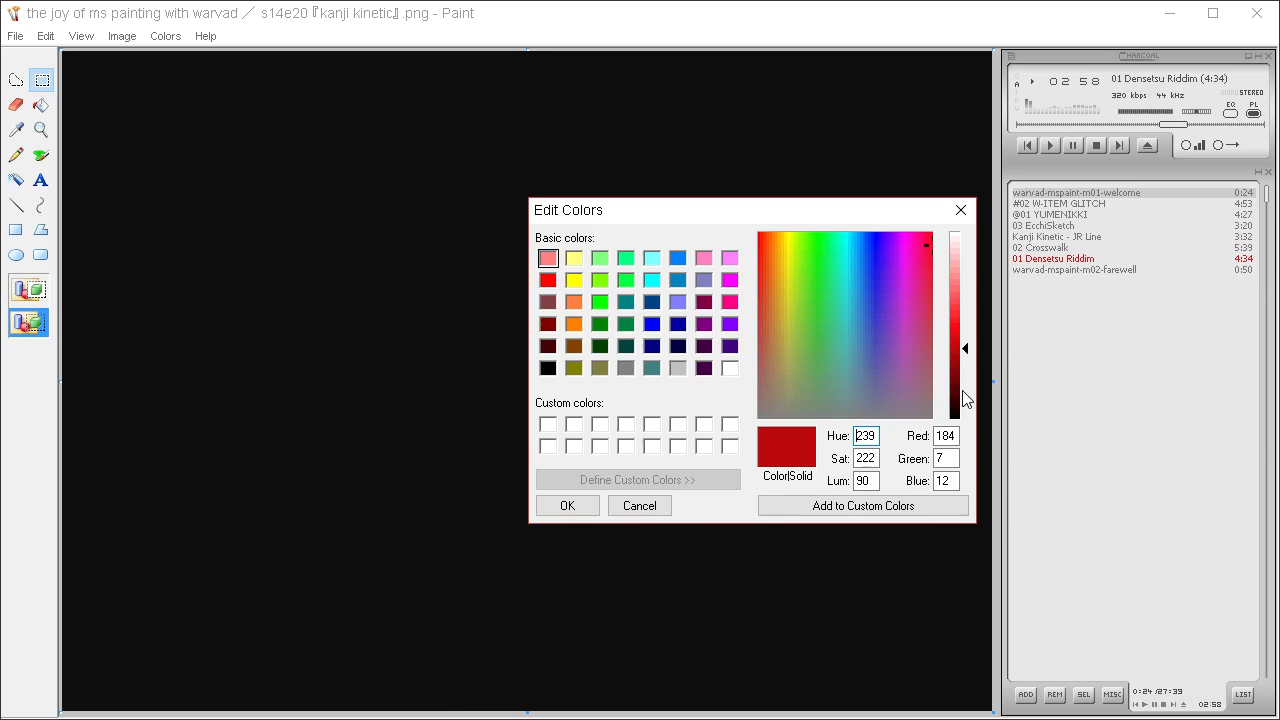 the joy of ms painting with warvad ／ s14e20『kanji kinetic』.png - Paint
File Edit View Image Colors Help
CHARCOAL
02 58
01 Densetsu Riddim (4:34)
320 kbps 44 kHz STEREO
EQ PL
warvad-mspaint-m01-welcome 0:24
#02 W-ITEM GLITCH 4:53
@01 YUMENIKKI 4:27
03 EcchiSketch 3:20
Kanji Kinetic - JR Line 3:32
02 Crosswalk 5:39
01 Densetsu Riddim 4:34
warvad-mspaint-m02-farewell 0:50
Edit Colors
Basic colors:
Custom colors:
Define Custom Colors >>
OK Cancel
Color|Solid
Hue: 239 Red: 184
Sat: 222 Green: 7
Lum: 90 Blue: 12
Add to Custom Colors
ADD REM SEL MISC 0:24 /27:39 LIST
02:58